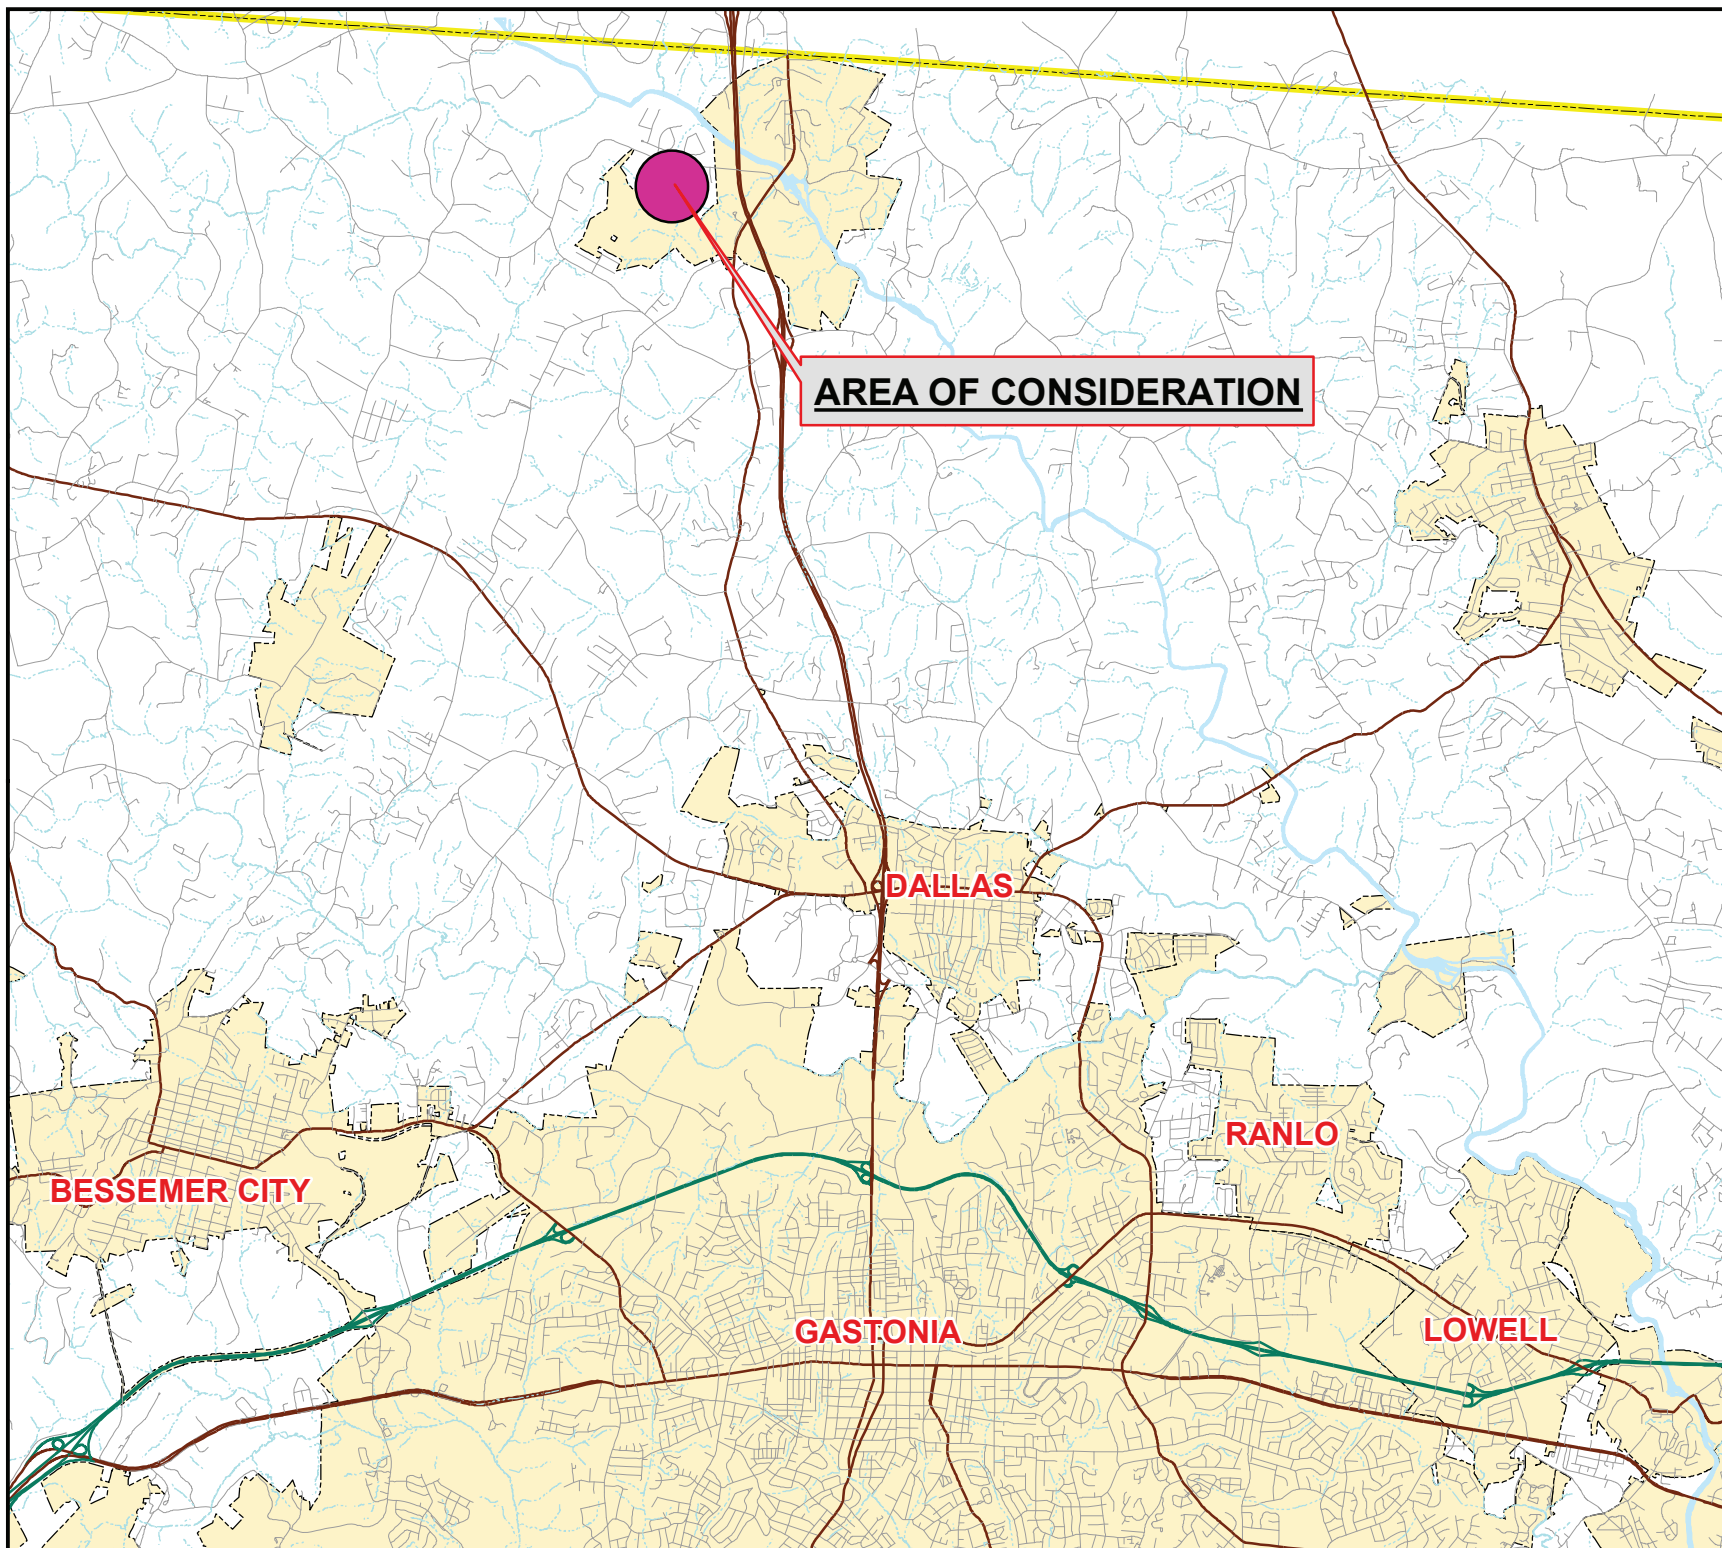 AREA OF CONSIDERATION
DALLAS
RANLO
BESSEMER CITY
GASTONIA
LOWELL